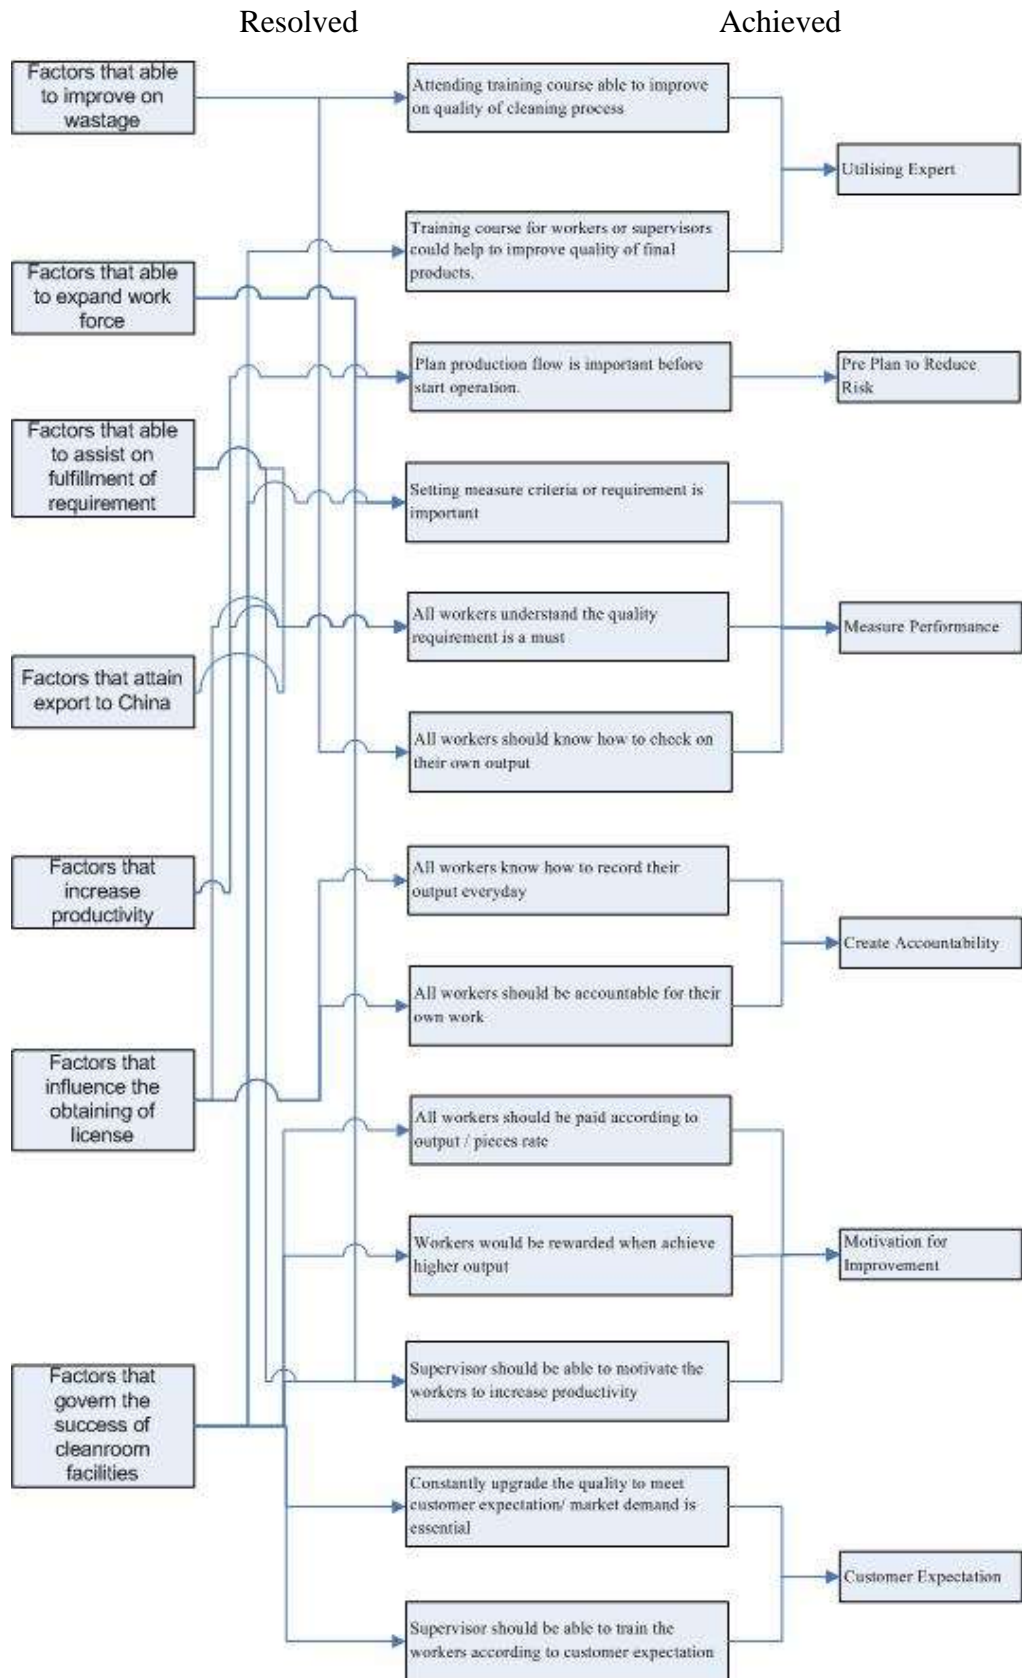 Resolved
Achieved
Factors that able
to improve on
wastage
Factors that able
to expand work
force
Factors that able
to assist on
fulfillment of
requirement
Factors that attain
export to China
Factors that
increase
productivity
Factors that
influence the
obtaining of
license
Factors that
govern the
success of
cleanroom
facilities
Attending training course able to improve
on quality of cleaning process
Training course for workers or supervisors
could help to improve quality of final
products.
Plan production flow is important before
start operation.
Setting measure criteria or requirement is
important
All workers understand the quality
requirement is a must
All workers should know how to check on
their own output
All workers know how to record their
output everyday
All workers should be accountable for their
own work
All workers should be paid according to
output / pieces rate
Workers would be rewarded when achieve
higher output
Supervisor should be able to motivate the
workers to increase productivity
Constantly upgrade the quality to meet
customer expectation/ market demand is
essential
Supervisor should be able to train the
workers according to customer expectation
Utilising Expert
Pre Plan to Reduce
Risk
Measure Performance
Create Accountability
Motivation for
Improvement
Customer Expectation